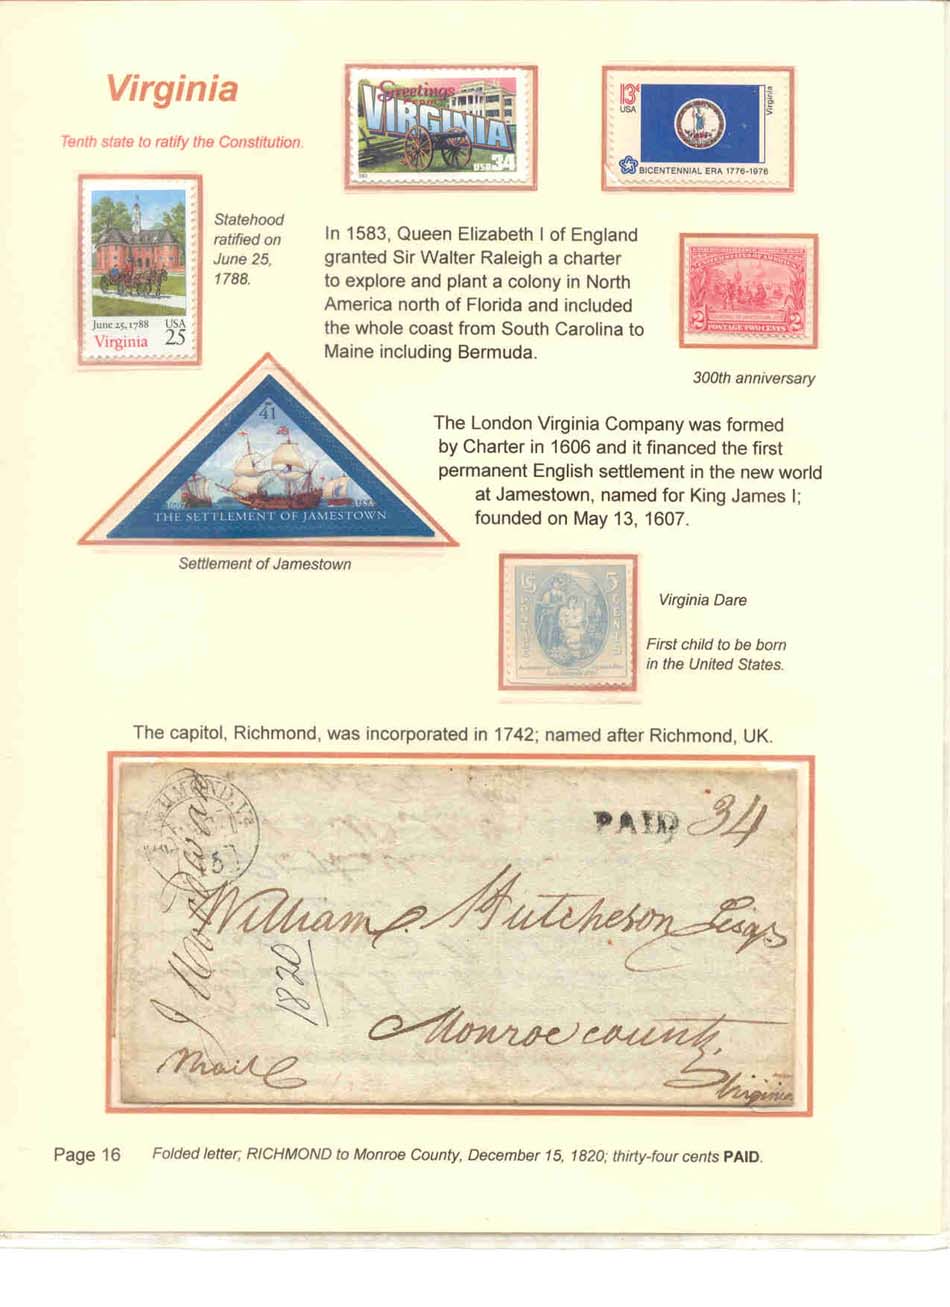 Virginia
Tenth state to ratify the Constitution.
Greetings
from
VIRGINIA
USA 34
13c
USA
Virginia
BICENTENNIAL ERA 1776-1976
Statehood
ratified on
June 25,
1788.
June 25, 1788 USA
Virginia 25
In 1583, Queen Elizabeth I of England
granted Sir Walter Raleigh a charter
to explore and plant a colony in North
America north of Florida and included
the whole coast from South Carolina to
Maine including Bermuda.
2 POSTAGE TWO CENTS 2
300th anniversary
41
1607 USA
THE SETTLEMENT OF JAMESTOWN
Settlement of Jamestown
The London Virginia Company was formed
by Charter in 1606 and it financed the first
permanent English settlement in the new world
at Jamestown, named for King James I;
founded on May 13, 1607.
US 5
POSTAGE CENTS
Virginia Dare
First child to be born
in the United States.
The capitol, Richmond, was incorporated in 1742; named after Richmond, UK.
RICHMOND, Va
15
PAID 34
William Hutcheson Esqr
1820
Monroe county
Virginia
Mail
Page 16 Folded letter; RICHMOND to Monroe County, December 15, 1820; thirty-four cents PAID.